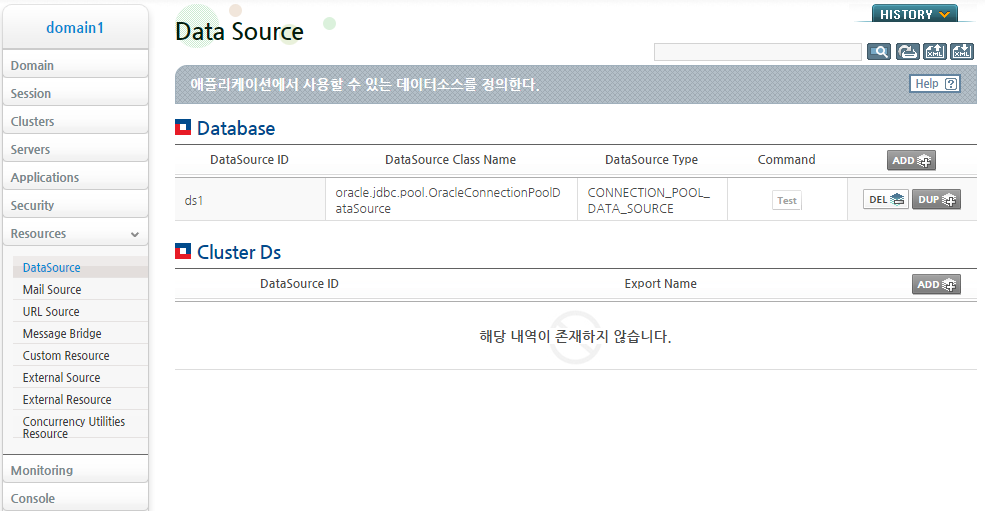 domain1
Domain
Session
Clusters
Servers
Applications
Security
Resources
DataSource
Mail Source
URL Source
Message Bridge
Custom Resource
External Source
External Resource
Concurrency Utilities
Resource
Monitoring
Console
HISTORY
Data Source
XML XML
애플리케이션에서 사용할 수 있는 데이터소스를 정의한다.
Help ?
Database
DataSource ID DataSource Class Name DataSource Type Command ADD
ds1 oracle.jdbc.pool.OracleConnectionPoolD
ataSource
CONNECTION_POOL_
DATA_SOURCE
Test DEL DUP
Cluster Ds
DataSource ID Export Name ADD
해당 내역이 존재하지 않습니다.